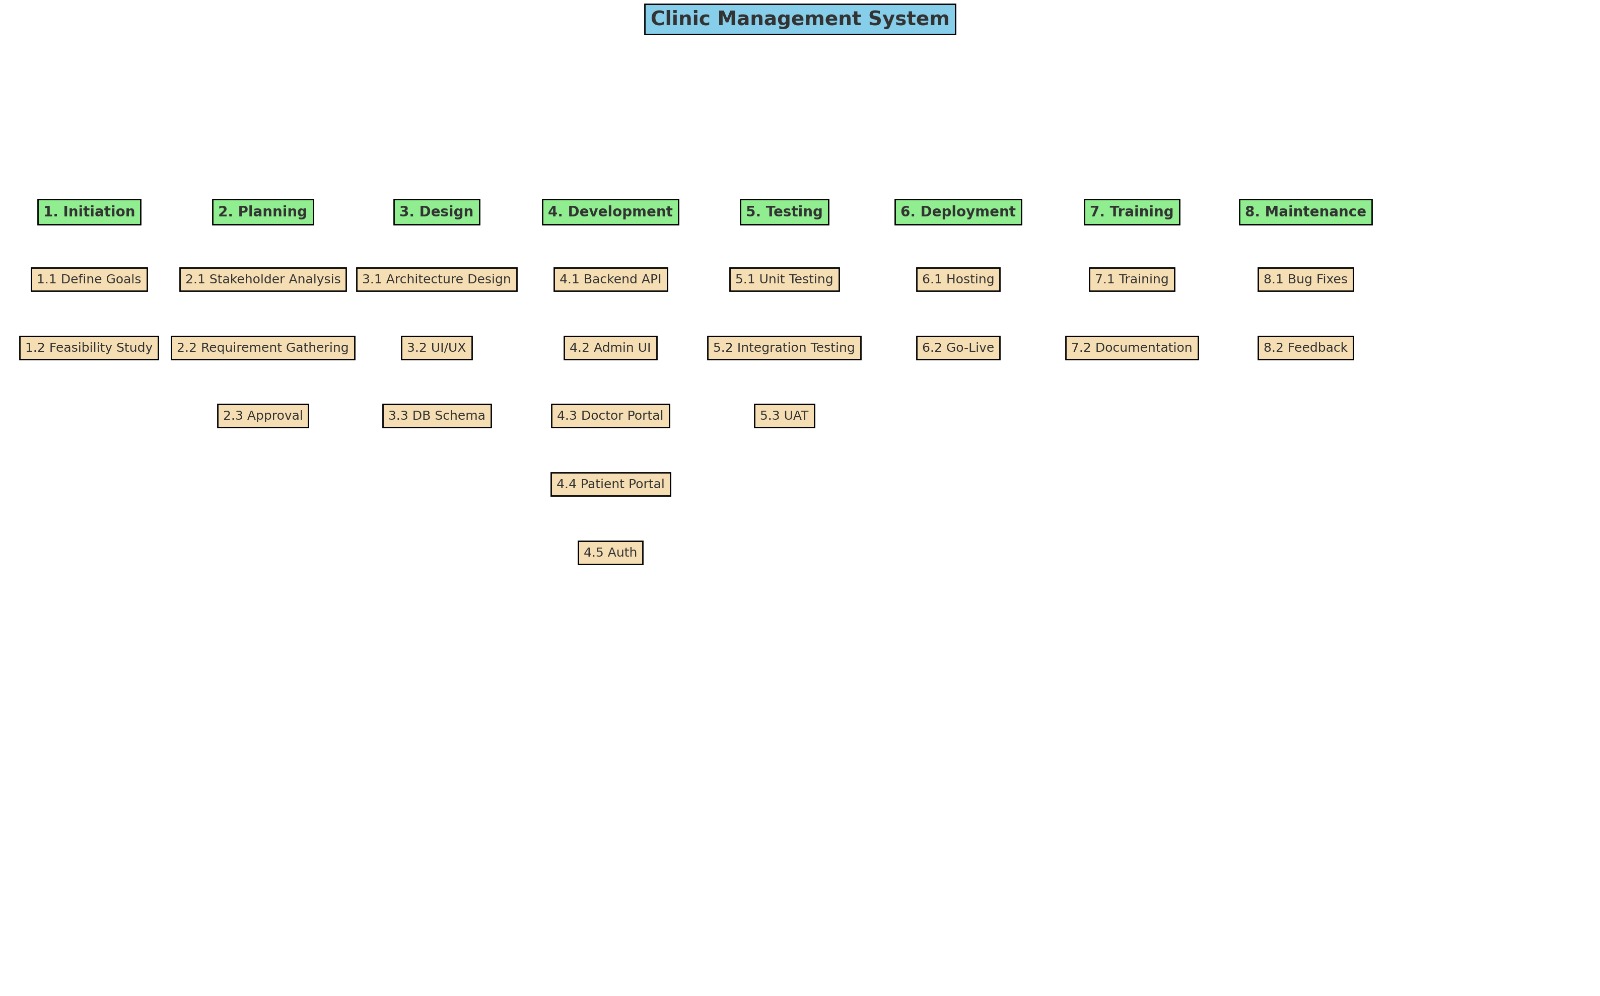 Clinic Management System
1. Initiation
2. Planning
3. Design
4. Development
5. Testing
6. Deployment
7. Training
8. Maintenance
1.1 Define Goals
2.1 Stakeholder Analysis
3.1 Architecture Design
4.1 Backend API
5.1 Unit Testing
6.1 Hosting
7.1 Training
8.1 Bug Fixes
1.2 Feasibility Study
2.2 Requirement Gathering
3.2 UI/UX
4.2 Admin UI
5.2 Integration Testing
6.2 Go-Live
7.2 Documentation
8.2 Feedback
2.3 Approval
3.3 DB Schema
4.3 Doctor Portal
5.3 UAT
4.4 Patient Portal
4.5 Auth